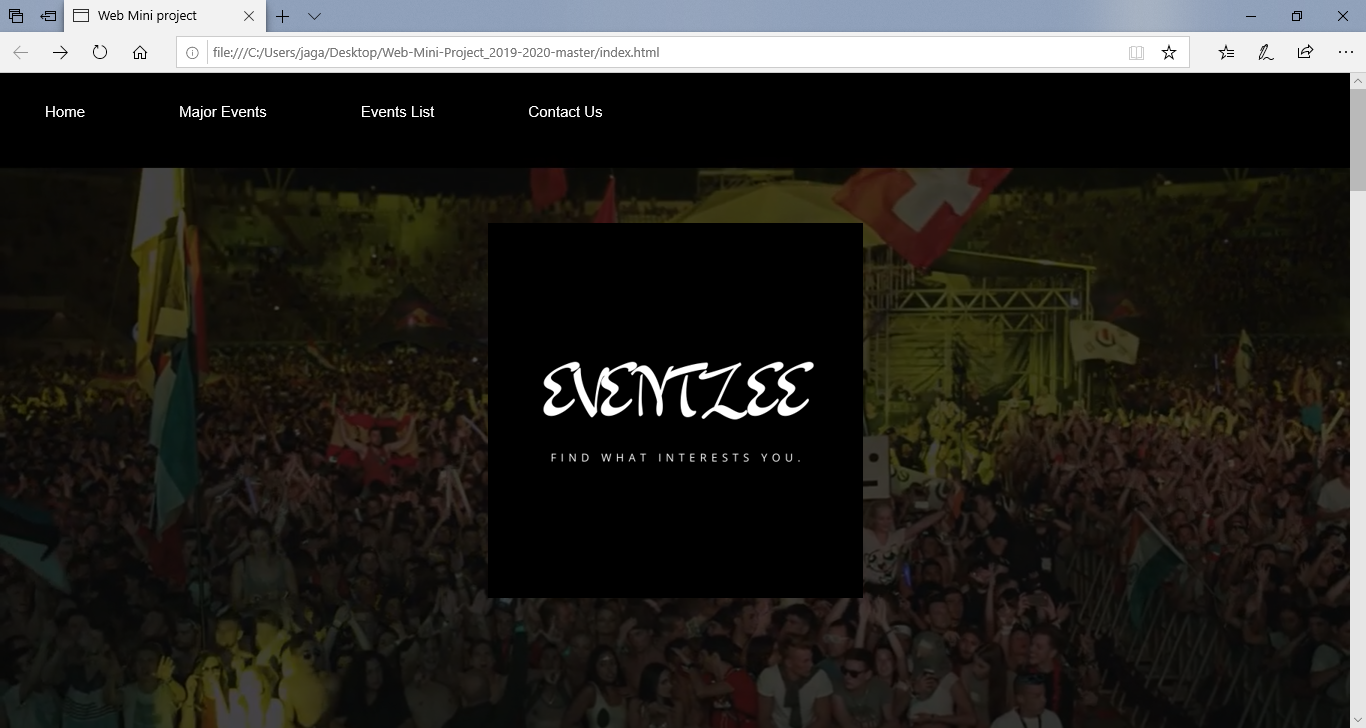 Web Mini project
file:///C:/Users/jaga/Desktop/Web-Mini-Project_2019-2020-master/index.html
Home Major Events Events List Contact Us
EVENTZEE
FIND WHAT INTERESTS YOU.